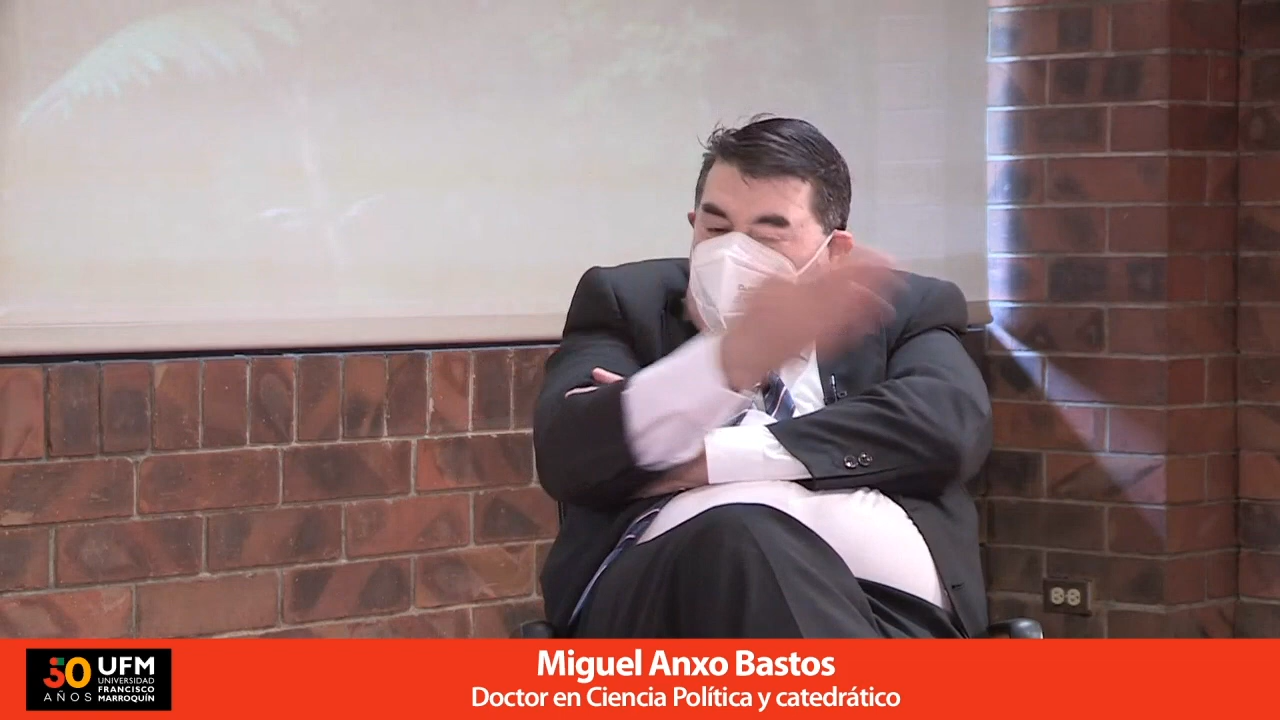 Miguel Anxo Bastos
Doctor en Ciencia Política y catedrático
50 AÑOS
UFM
UNIVERSIDAD
FRANCISCO
MARROQUÍN